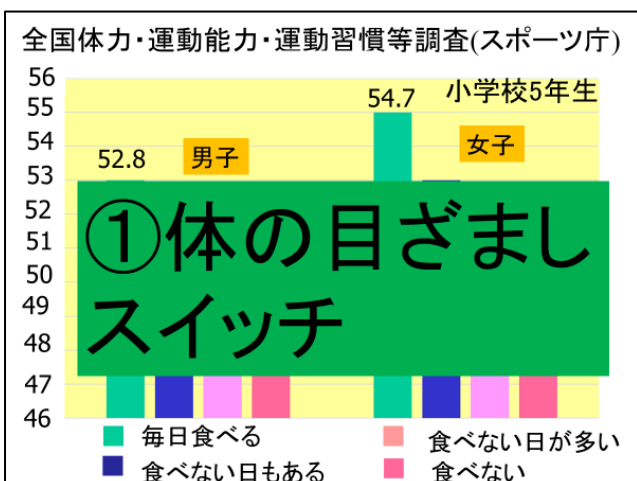 全国体力・運動能力・運動習慣等調査(スポーツ庁)
小学校5年生
56
55
54
53
52
51
50
49
48
47
46
52.8
男子
54.7
女子
①体の目ざまし
スイッチ
毎日食べる
食べない日が多い
食べない日もある
食べない